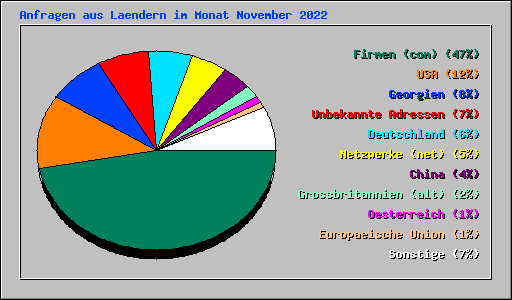 Anfragen aus Laendern im Monat November 2022
Firmen (com) (47%)
USA (12%)
Georgien (8%)
Unbekannte Adressen (7%)
Deutschland (6%)
Netzwerke (net) (5%)
China (4%)
Grossbritannien (alt) (2%)
Oesterreich (1%)
Europaeische Union (1%)
Sonstige (7%)